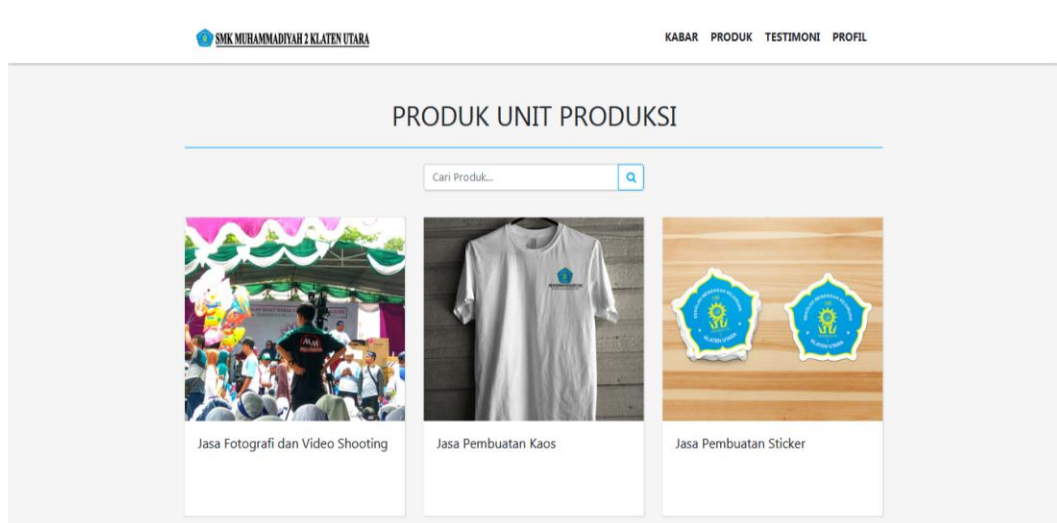 SMK MUHAMMADIYAH 2 KLATEN UTARA
KABAR PRODUK TESTIMONI PROFIL
PRODUK UNIT PRODUKSI
Cari Produk...
Jasa Fotografi dan Video Shooting
Jasa Pembuatan Kaos
Jasa Pembuatan Sticker